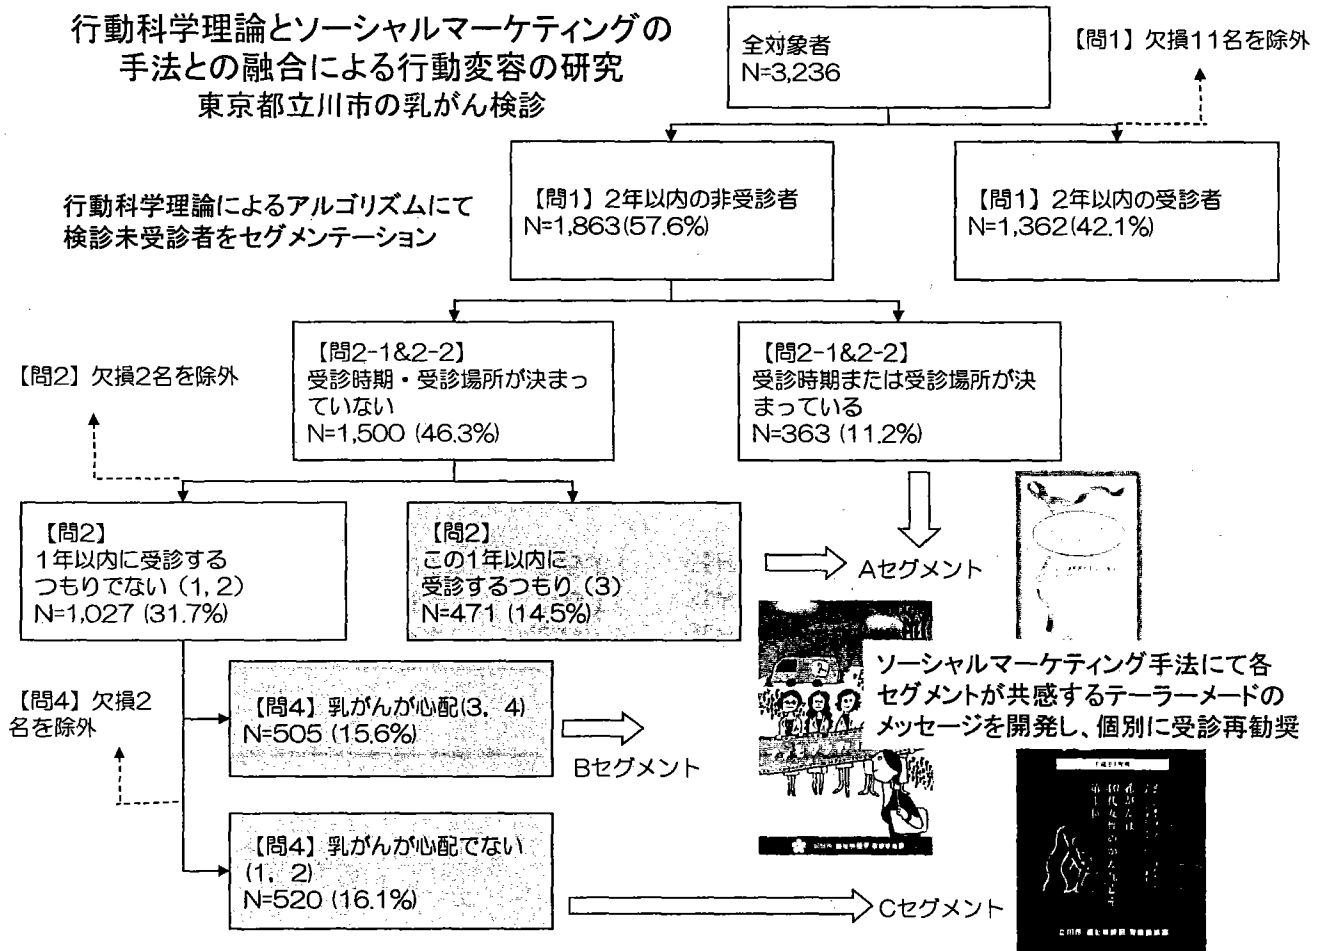 行動科学理論とソーシャルマーケティングの
手法との融合による行動変容の研究
東京都立川市の乳がん検診
全対象者
N=3,236
【問1】欠損11名を除外
行動科学理論によるアルゴリズムにて
検診未受診者をセグメンテーション
【問1】2年以内の非受診者
N=1,863(57.6%)
【問1】2年以内の受診者
N=1,362(42.1%)
【問2】欠損2名を除外
【問2-1&2-2】
受診時期・受診場所が決まっ
ていない
N=1,500 (46.3%)
【問2-1&2-2】
受診時期または受診場所が決
まっている
N=363 (11.2%)
【問2】
1年以内に受診する
つもりでない（1, 2）
N=1,027 (31.7%)
【問2】
この1年以内に
受診するつもり（3）
N=471 (14.5%)
Aセグメント
【問4】欠損2
名を除外
【問4】乳がんが心配(3, 4)
N=505 (15.6%)
Bセグメント
ソーシャルマーケティング手法にて各
セグメントが共感するテーラーメードの
メッセージを開発し、個別に受診再勧奨
【問4】乳がんが心配でない
(1, 2)
N=520 (16.1%)
Cセグメント
乳がんは
40代女性のがん死亡
第1位